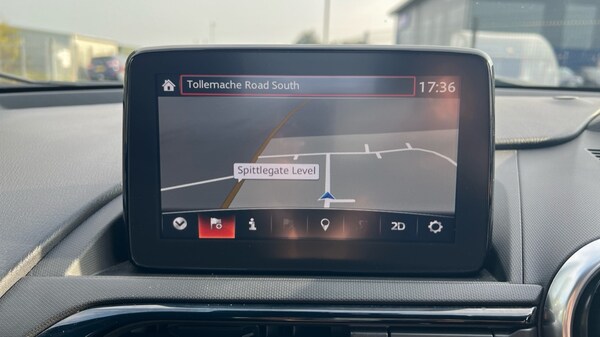 Tollemache Road South
17:36
Spittlegate Level
2D